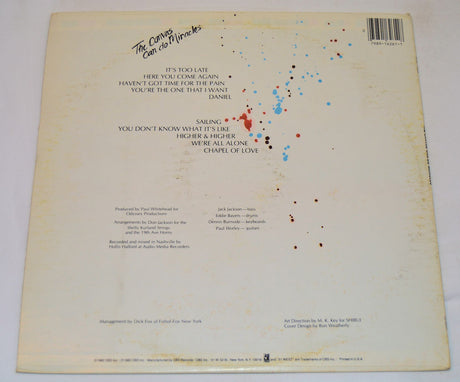 The Canvas
Can do Miracles
IT'S TOO LATE
HERE YOU COME AGAIN
HAVEN'T GOT TIME FOR THE PAIN
YOU'RE THE ONE THAT I WANT
DANIEL
SAILING
YOU DON'T KNOW WHAT IT'S LIKE
HIGHER & HIGHER
WE'RE ALL ALONE
CHAPEL OF LOVE
Produced by Paul Whitehead for
Odyssey Productions
Arrangements by Don Jackson for the
Shelly Kurland Strings
and the 19th Ave Horns
Recorded and mixed in Nashville by
Hollis Halford at Audio Media Recorders
Jack Jackson—bass
Eddie Bayers—drums
Dennis Burnside—keyboards
Paul Worley—guitars
Management by Dick Fox of Fisher-Fox New York
Art Direction by M. K. Key for
Cover Design by Ron